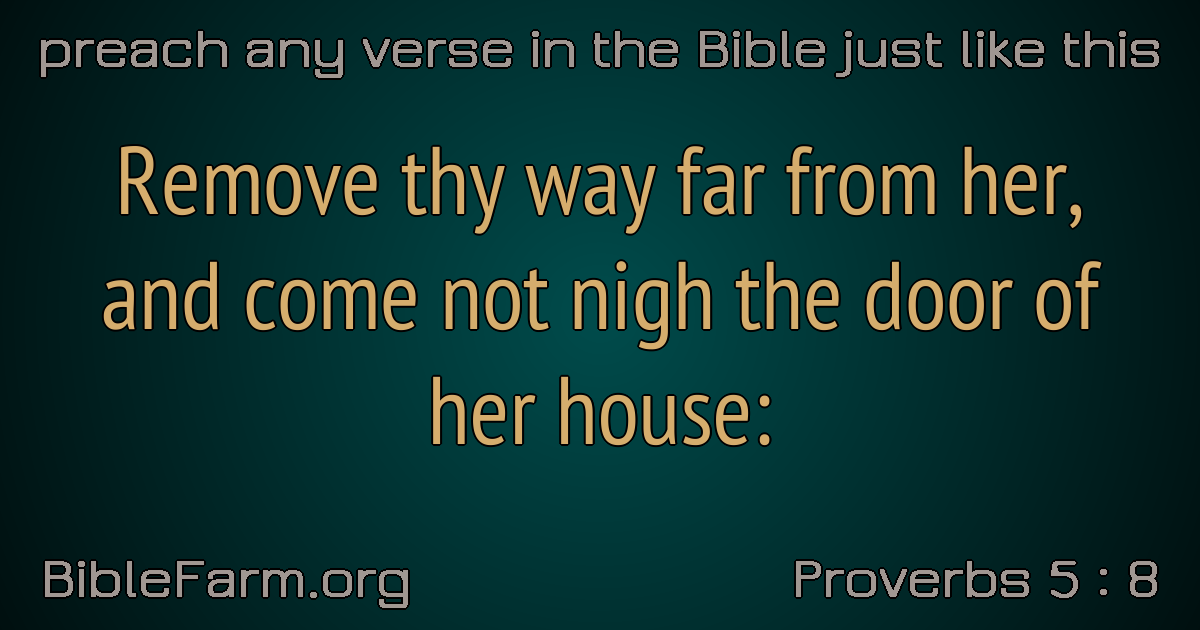 preach any verse in the Bible just like this
Remove thy way far from her,
and come not nigh the door of
her house:
BibleFarm.org
Proverbs 5 : 8